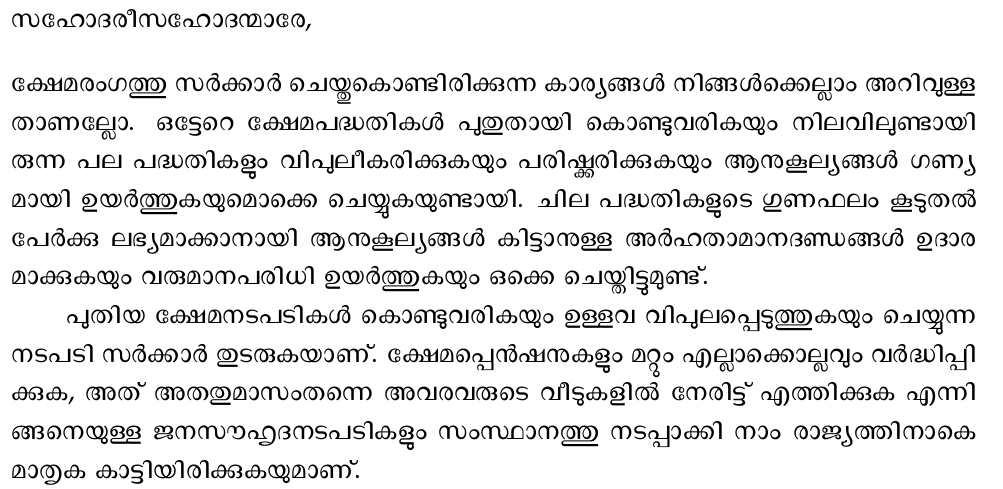 സഹോദരീസഹോദന്മാരേ,
ക്ഷേമരംഗത്തു സർക്കാർ ചെയ്തുകൊണ്ടിരിക്കുന്ന കാര്യങ്ങൾ നിങ്ങൾക്കെല്ലാം അറിവുള്ള
താണല്ലോ. ഒട്ടേറെ ക്ഷേമപദ്ധതികൾ പുതുതായി കൊണ്ടുവരികയും നിലവിലുണ്ടായി
രുന്ന പല പദ്ധതികളും വിപുലീകരിക്കുകയും പരിഷ്ക്കരിക്കുകയും ആനുകൂല്യങ്ങൾ ഗണ്യ
മായി ഉയർത്തുകയുമൊക്കെ ചെയ്യുകയുണ്ടായി. ചില പദ്ധതികളുടെ ഗുണഫലം കൂടുതൽ
പേർക്കു ലഭ്യമാക്കാനായി ആനുകൂല്യങ്ങൾ കിട്ടാനുള്ള അർഹതാമാനദണ്ഡങ്ങൾ ഉദാര
മാക്കുകയും വരുമാനപരിധി ഉയർത്തുകയും ഒക്കെ ചെയ്തിട്ടുമുണ്ട്.
പുതിയ ക്ഷേമനടപടികൾ കൊണ്ടുവരികയും ഉള്ളവ വിപുലപ്പെടുത്തുകയും ചെയ്യുന്ന
നടപടി സർക്കാർ തുടരുകയാണ്. ക്ഷേമപ്പെൻഷനുകളും മറ്റും എല്ലാക്കൊല്ലവും വർദ്ധിപ്പി
ക്കുക, അത് അതതുമാസംതന്നെ അവരവരുടെ വീടുകളിൽ നേരിട്ട് എത്തിക്കുക എന്നി
ങ്ങനെയുള്ള ജനസൗഹൃദനടപടികളും സംസ്ഥാനത്തു നടപ്പാക്കി നാം രാജ്യത്തിനാകെ
മാതൃക കാട്ടിയിരിക്കുകയുമാണ്.